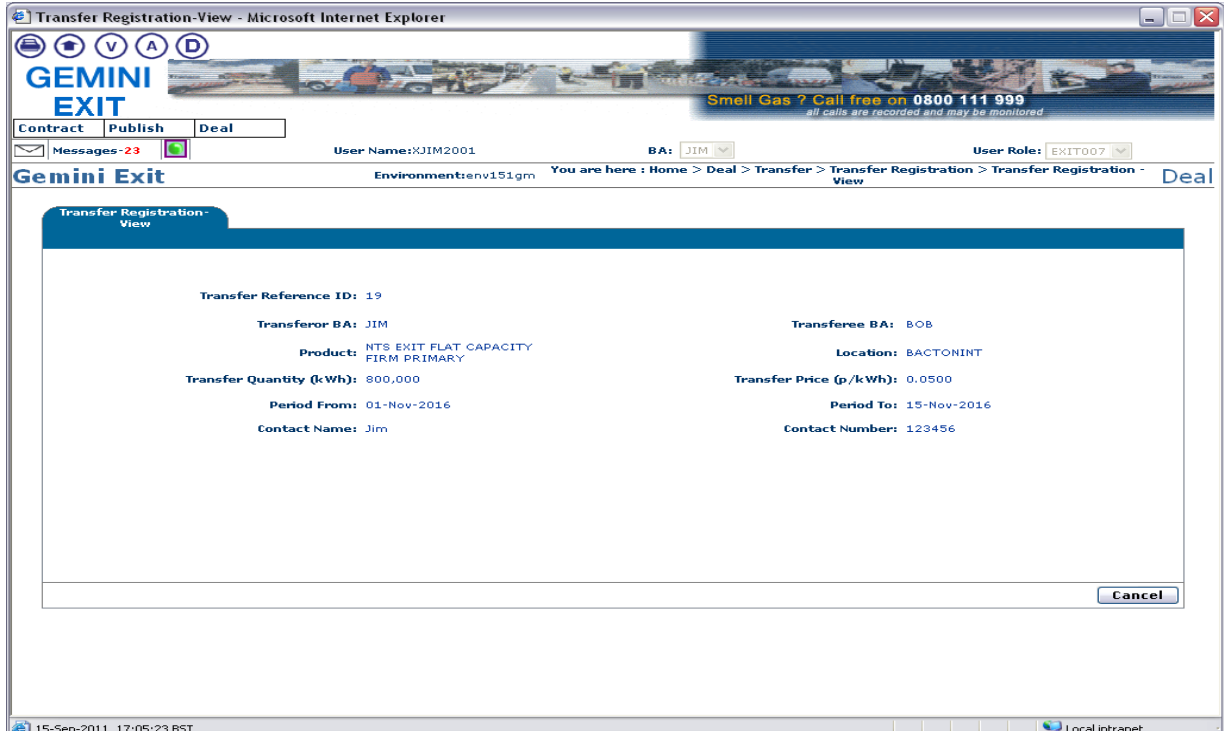 Transfer Registration-View - Microsoft Internet Explorer
V A D
GEMINI
EXIT
Smell Gas ? Call free on 0800 111 999
all calls are recorded and may be monitored
Contract Publish Deal
Messages-23 User Name:XJIM2001 BA: JIM User Role: EXIT007
Gemini Exit Environment:env151gm You are here : Home > Deal > Transfer > Transfer Registration > Transfer Registration - Deal
View
Transfer Registration-
View
Transfer Reference ID: 19
Transferor BA: JIM Transferee BA: BOB
Product: NTS EXIT FLAT CAPACITY Location: BACTONINT
FIRM PRIMARY
Transfer Quantity (kWh): 800,000 Transfer Price (p/kWh): 0.0500
Period From: 01-Nov-2016 Period To: 15-Nov-2016
Contact Name: Jim Contact Number: 123456
Cancel
15-Sep-2011 17:05:23 BST Local intranet